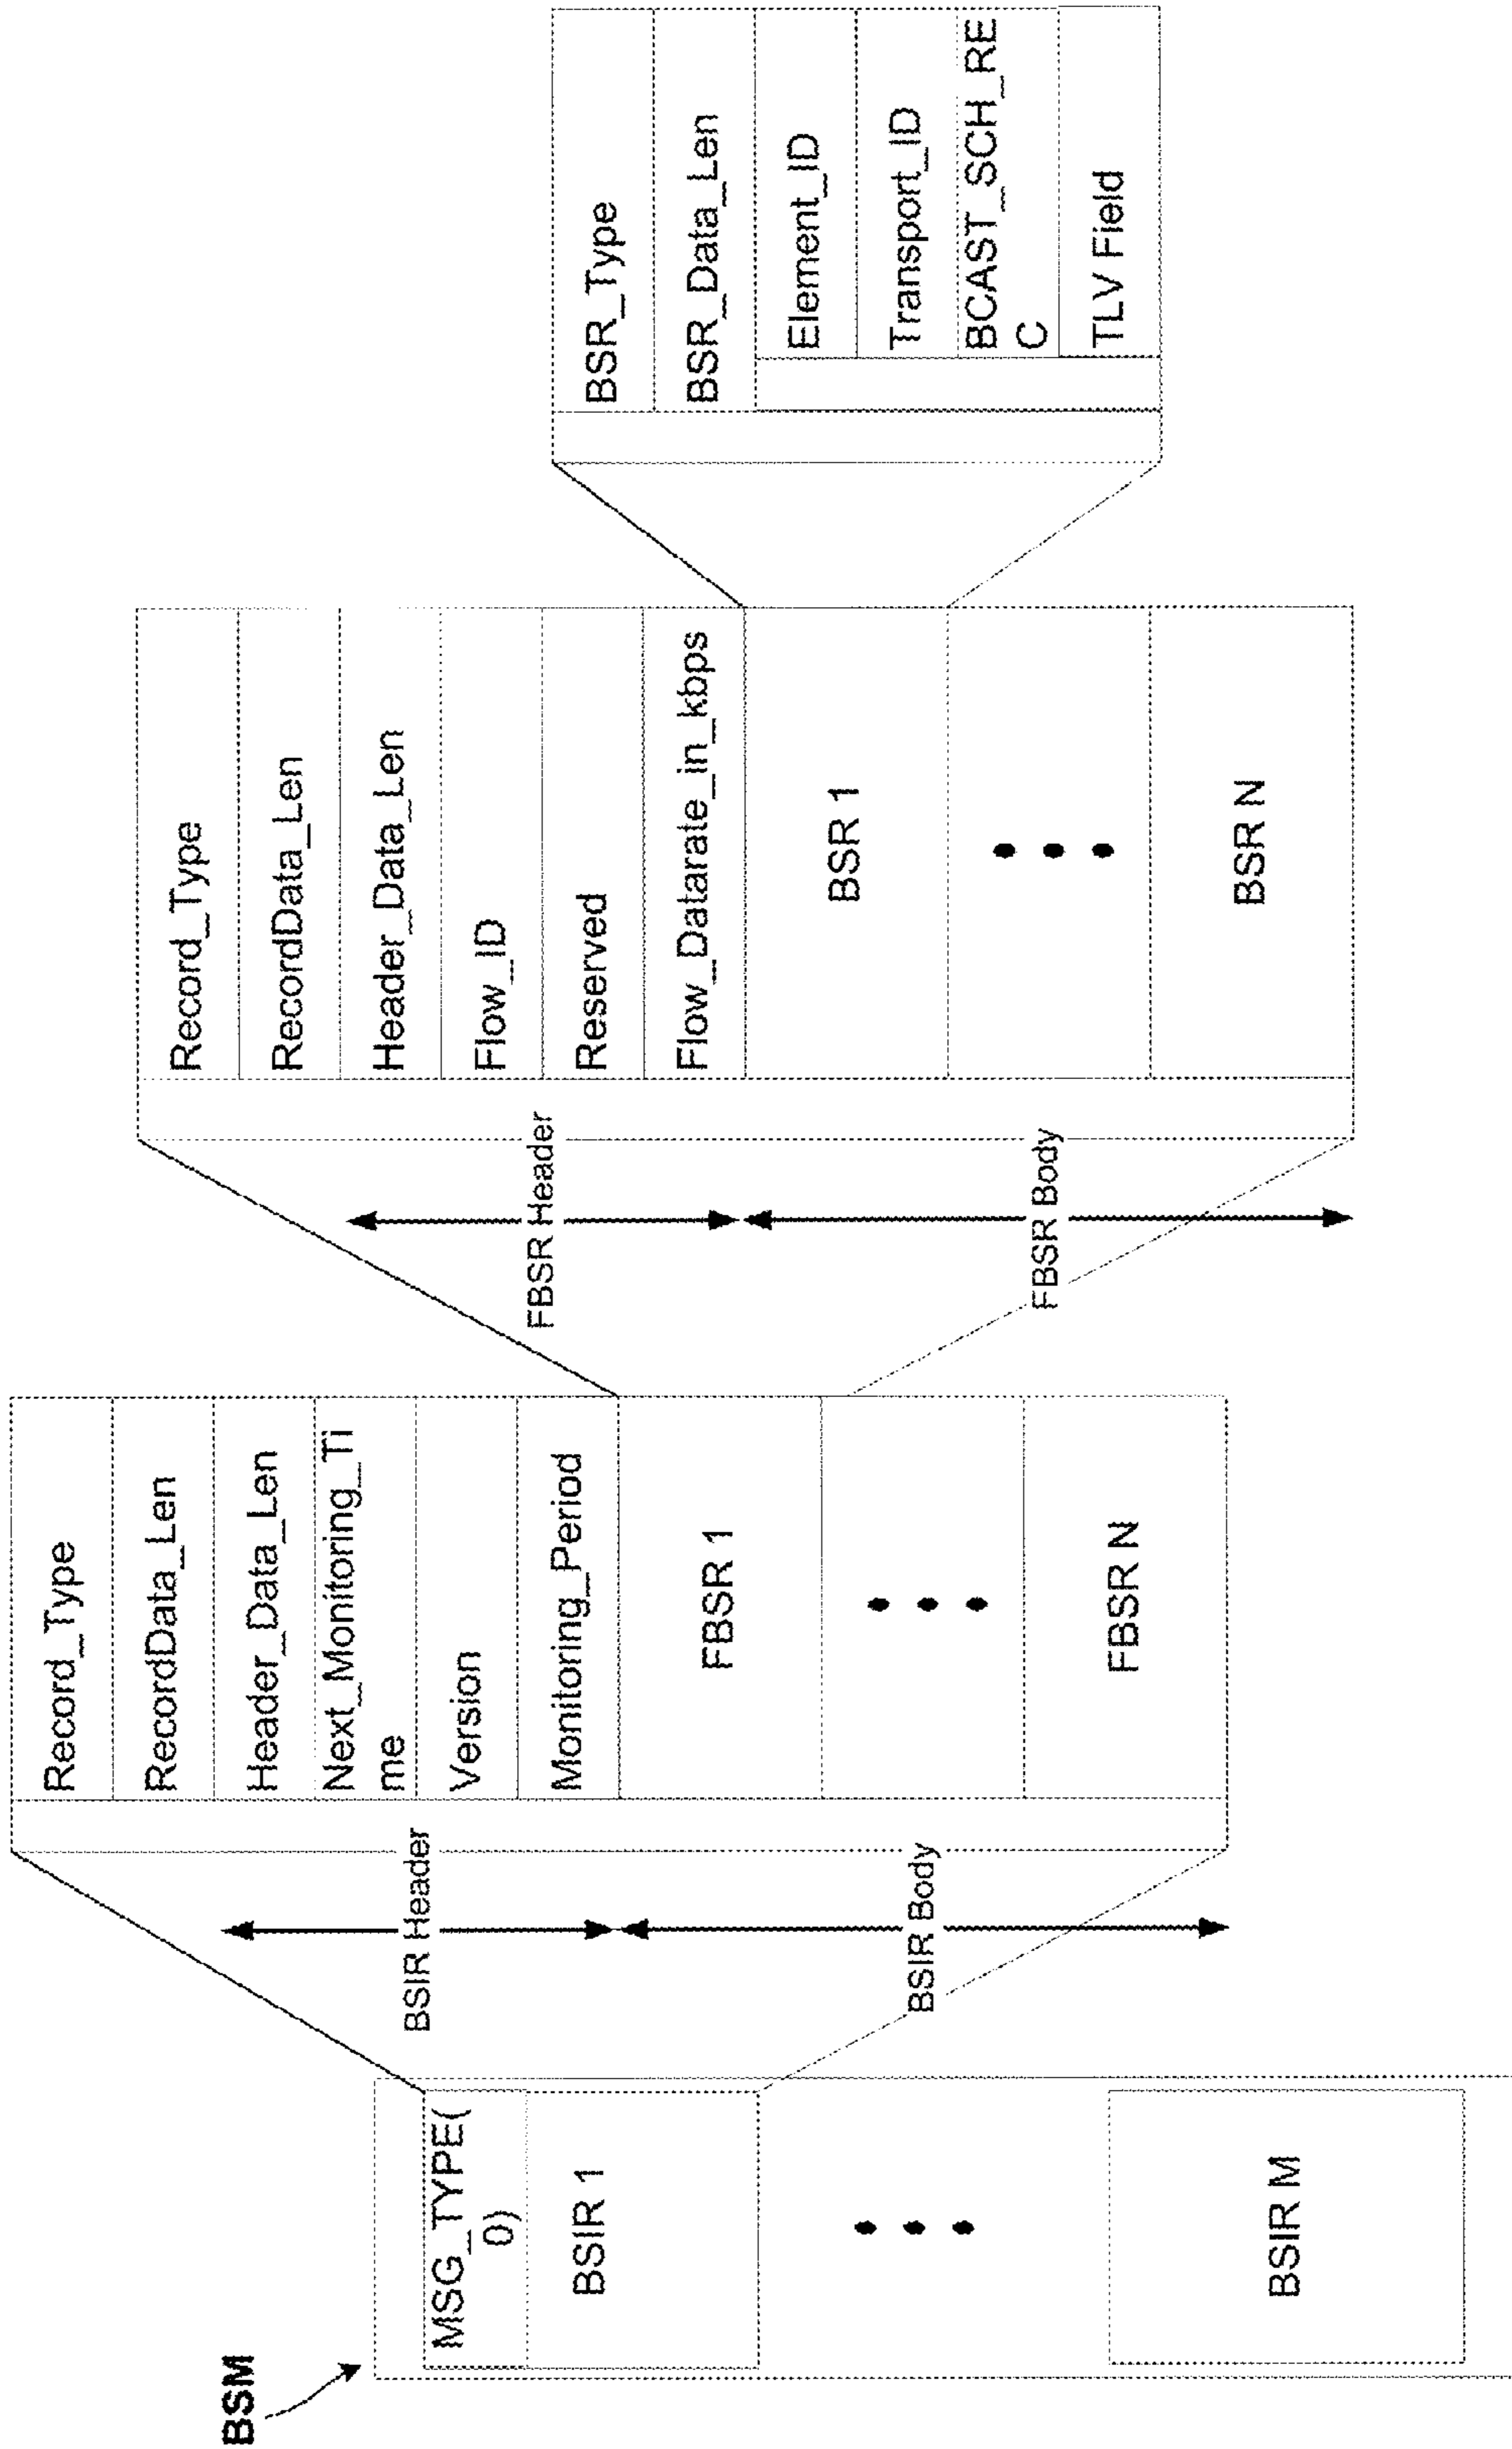 BSM
MSG_TYPE(
0)
BSIR 1
BSIR M
BSIR Header
BSIR Body
Record_Type
RecordData_Len
Header_Data_Len
Next_Monitoring_Ti
me
Version
Monitoring_Period
FBSR 1
FBSR N
FBSR Header
FBSR Body
Record_Type
RecordData_Len
Header_Data_Len
Flow_ID
Reserved
Flow_Datarate_in_kbps
BSR 1
BSR N
BSR_Type
BSR_Data_Len
Element_ID
Transport_ID
BCAST_SCH_RE
C
TLV Field